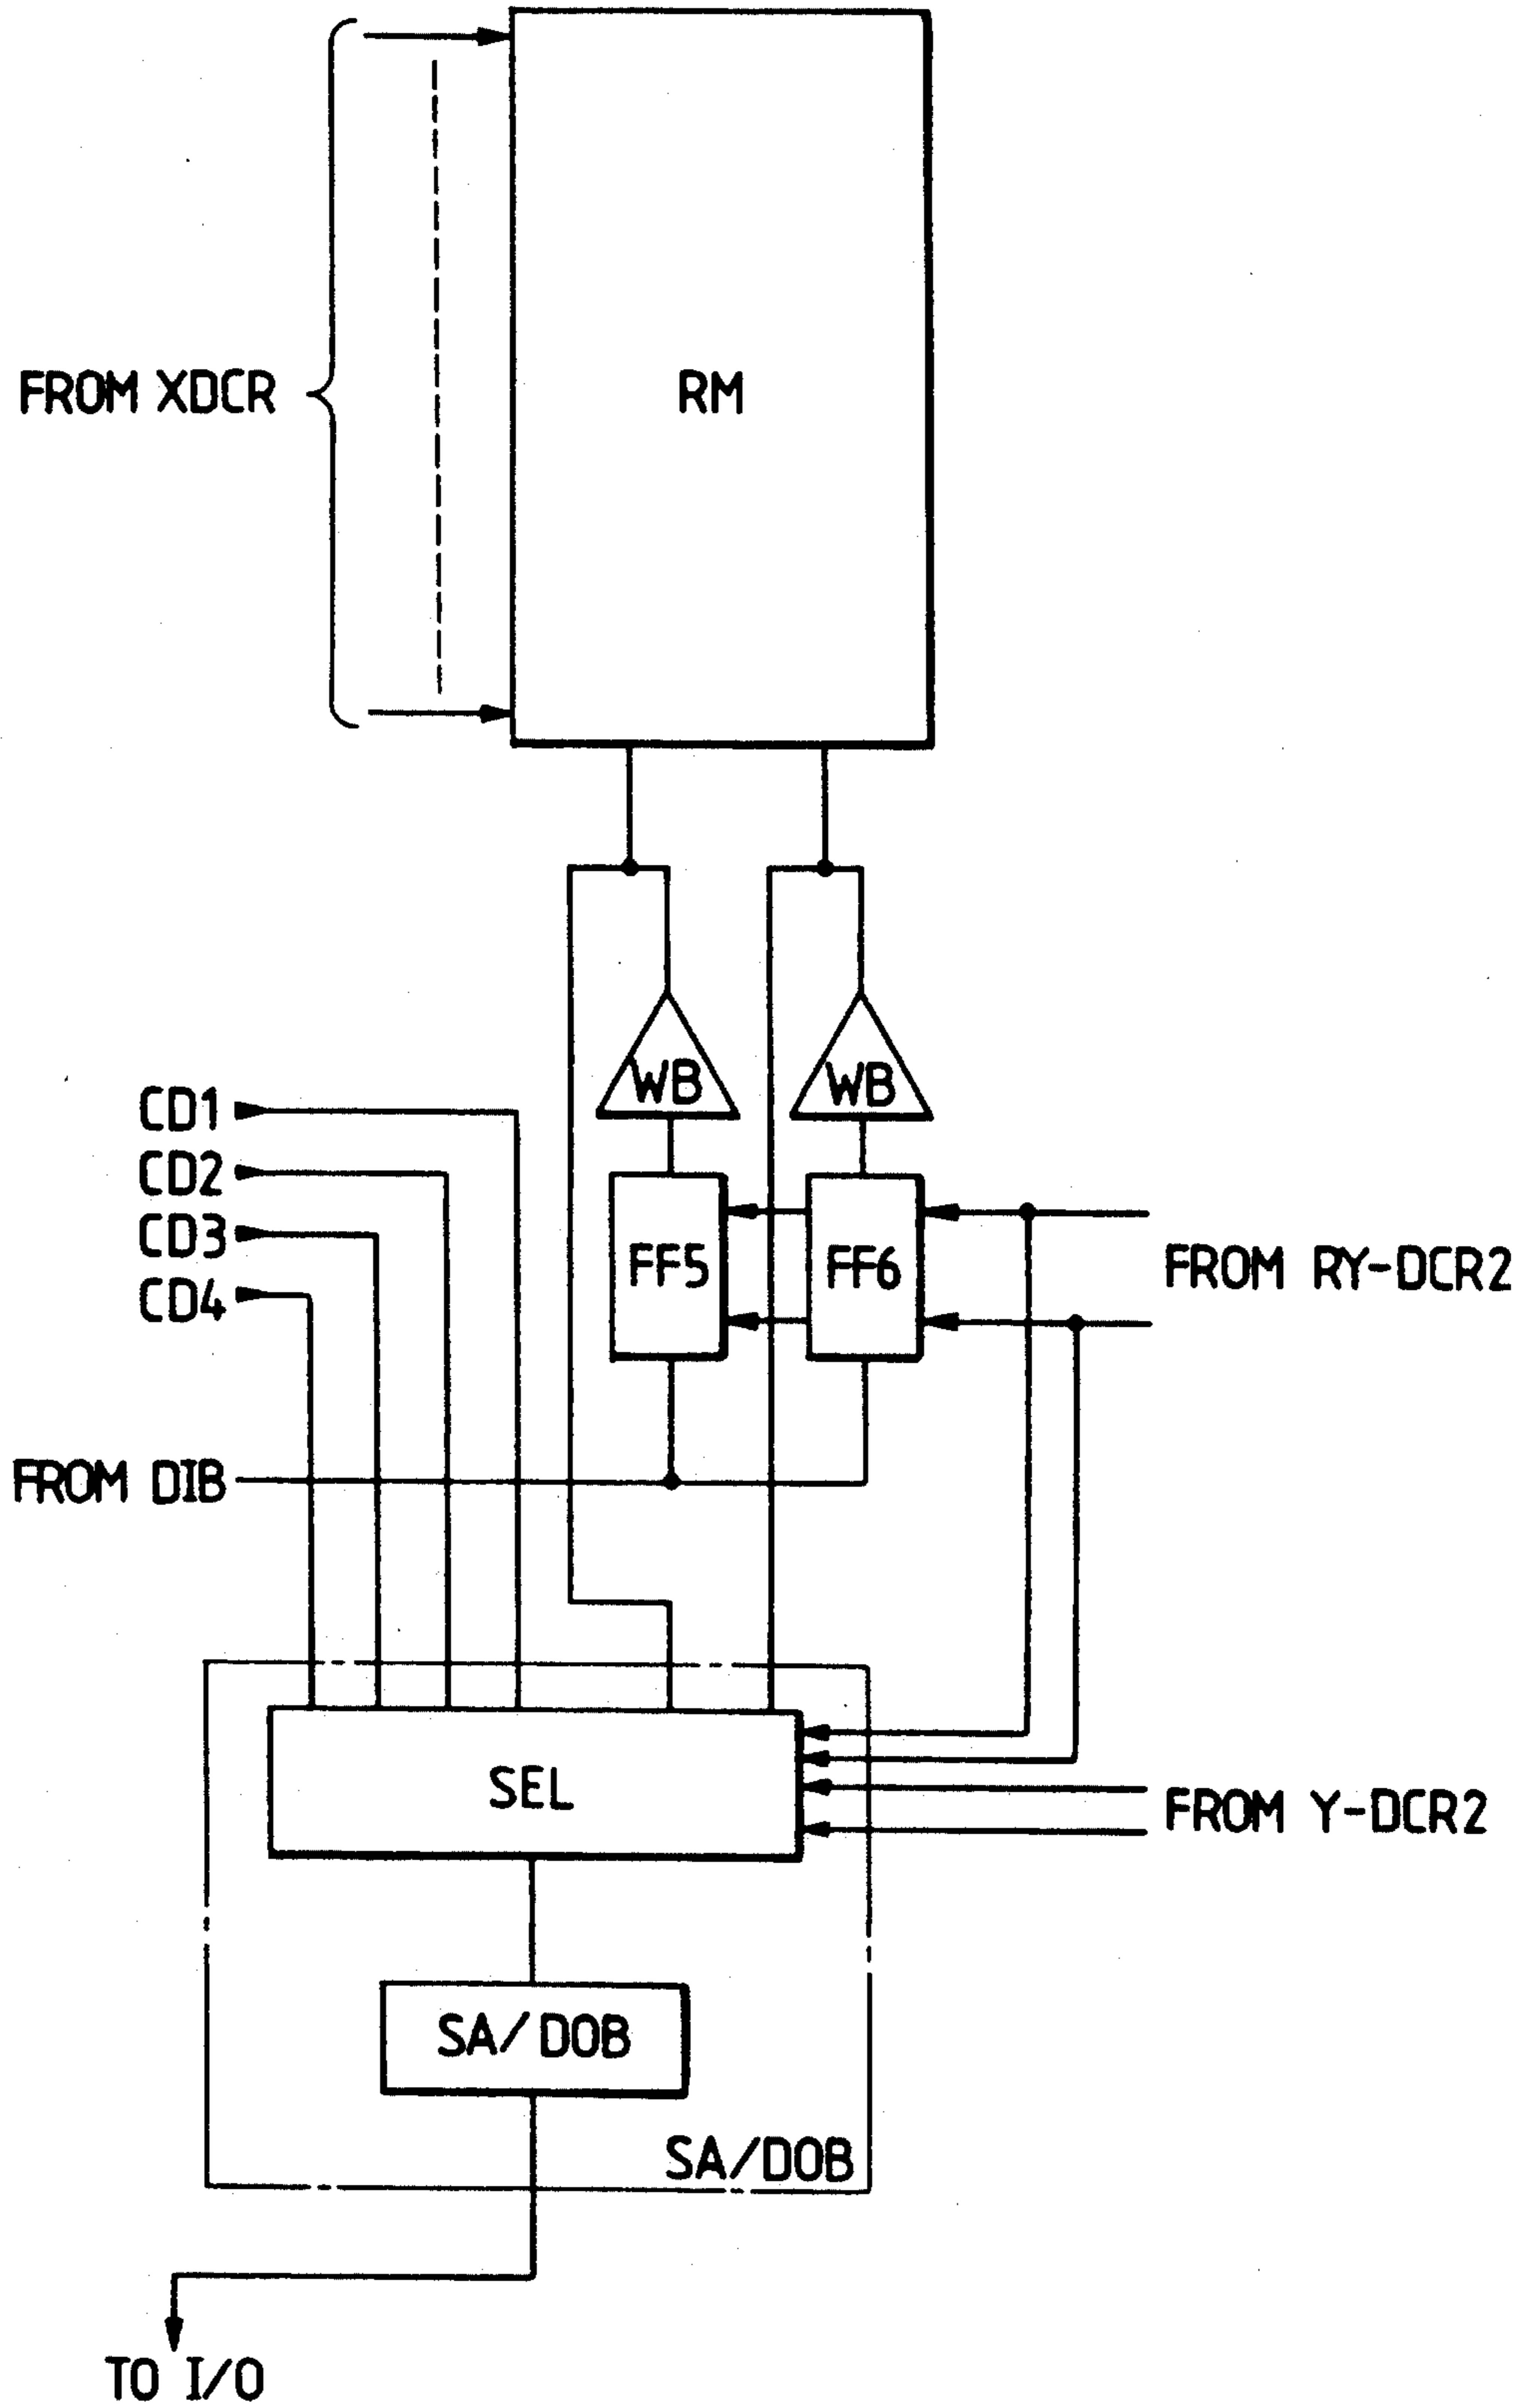 FROM XDCR
RM
WB
WB
CD1
CD2
CD3
CD4
FF5
FF6
FROM RY-DCR2
FROM DIB
SEL
FROM Y-DCR2
SA/DOB
SA/DOB
TO I/O